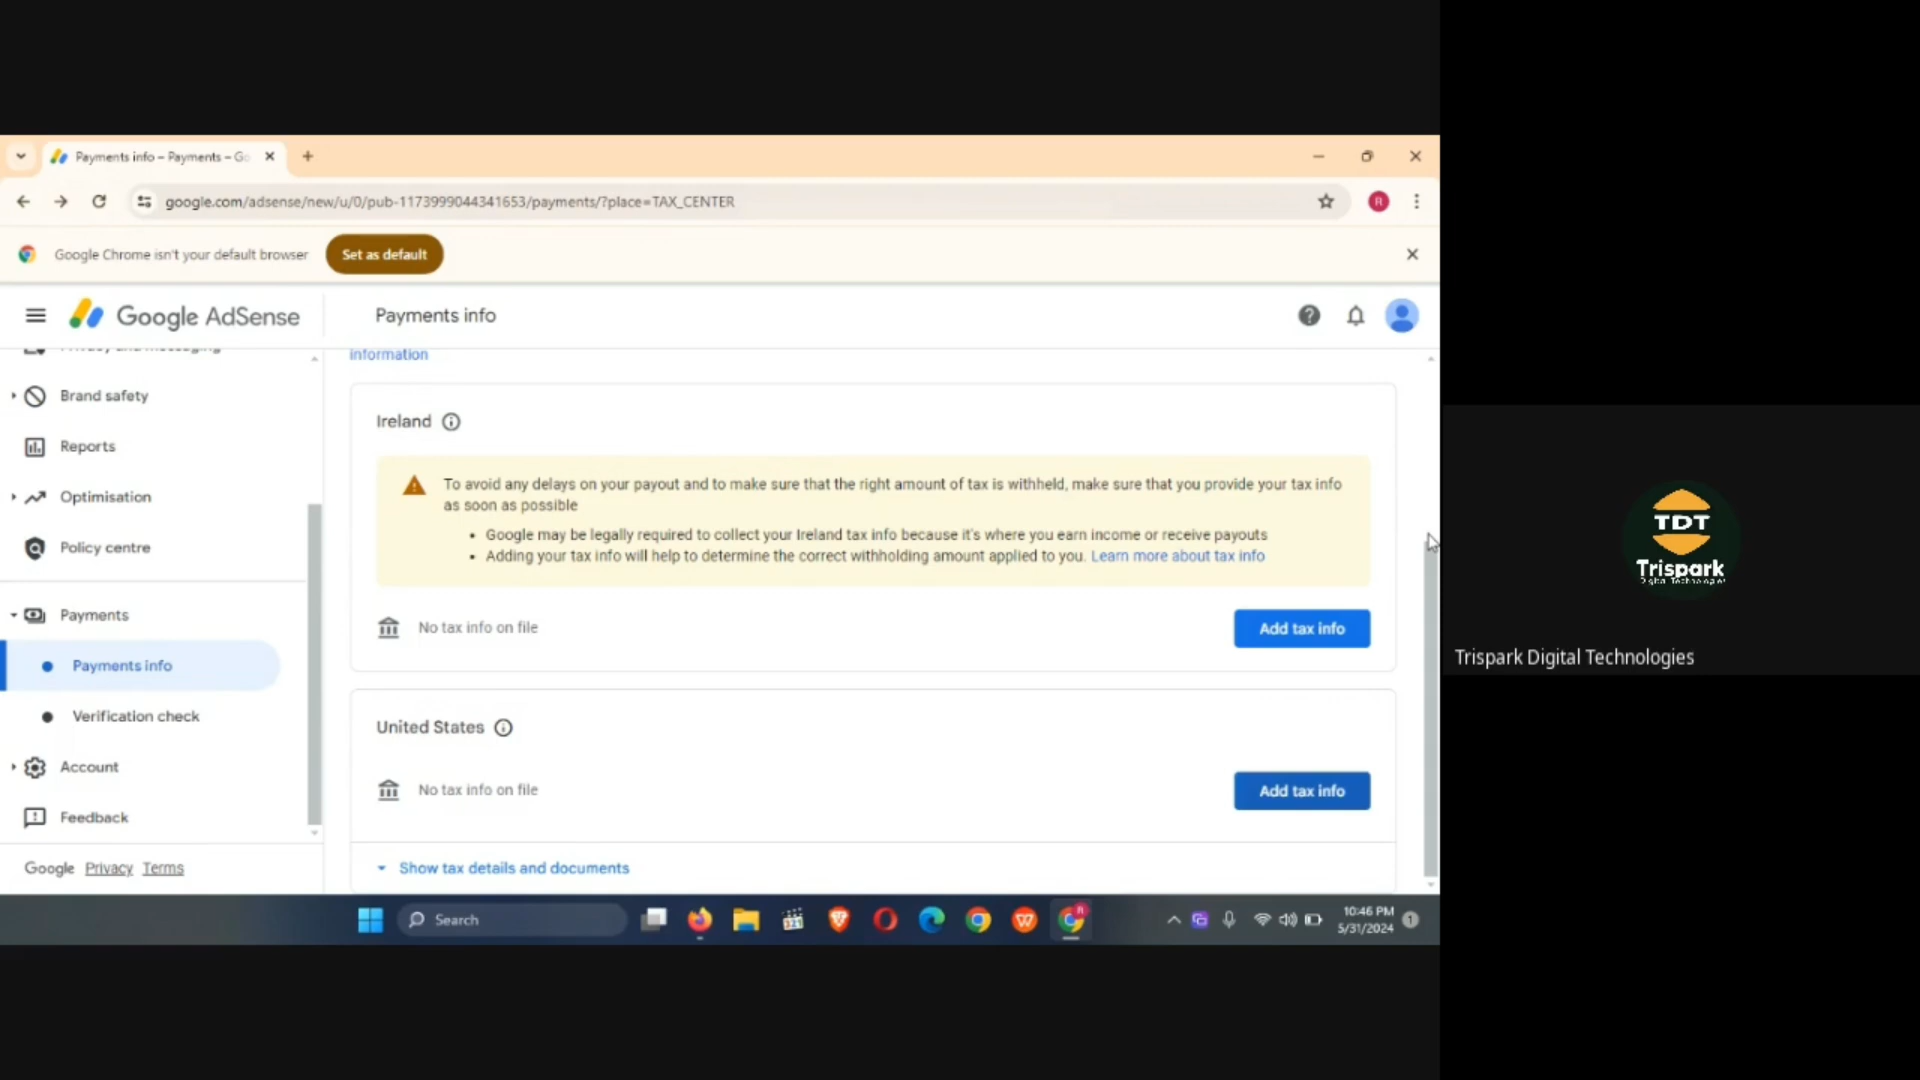 Payments info – Payments – Go
google.com/adsense/new/u/0/pub-1173999044341653/payments/?place=TAX_CENTER
R
Google Chrome isn't your default browser
Set as default
Google AdSense
Payments info
Privacy and messaging
Brand safety
Reports
Optimisation
Policy centre
Payments
Payments info
Verification check
Account
Feedback
Google Privacy Terms
information
Ireland
To avoid any delays on your payout and to make sure that the right amount of tax is withheld, make sure that you provide your tax info
as soon as possible
• Google may be legally required to collect your Ireland tax info because it's where you earn income or receive payouts
• Adding your tax info will help to determine the correct withholding amount applied to you. Learn more about tax info
No tax info on file
Add tax info
United States
No tax info on file
Add tax info
Show tax details and documents
Search
321
R
10:46 PM
5/31/2024
1
TDT
Trispark
Digital Technologies
Trispark Digital Technologies